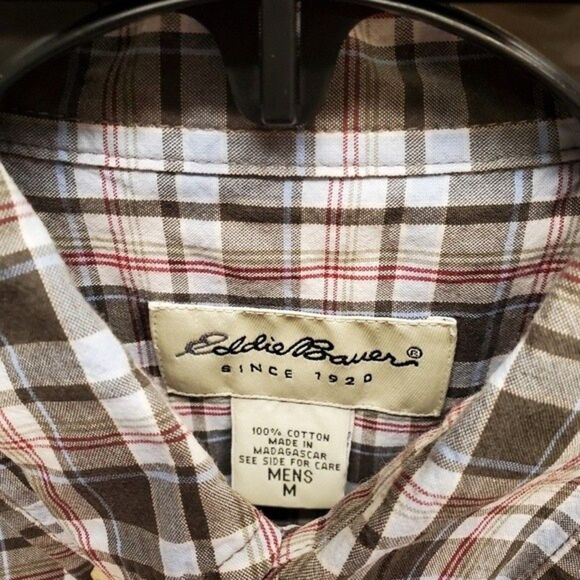 Eddie Bauer®
SINCE 1920
100% COTTON
MADE IN
MADAGASCAR
SEE SIDE FOR CARE
MENS
M